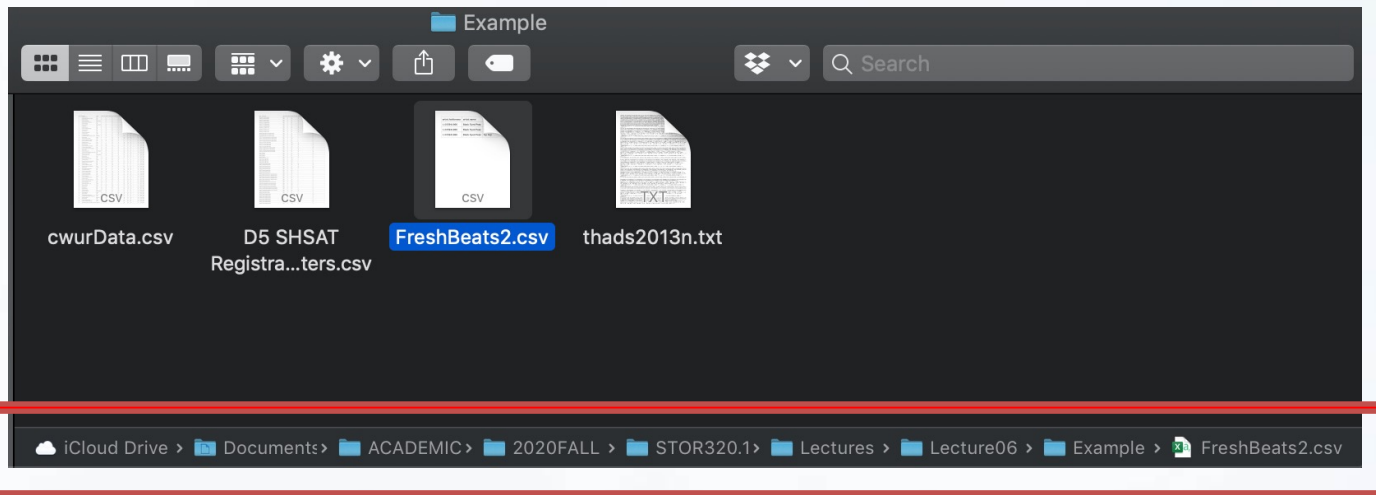 Example
Search
CSV
CSV
CSV
TXT
cwurData.csv
D5 SHSAT
Registra...ters.csv
FreshBeats2.csv
thads2013n.txt
iCloud Drive > Documents > ACADEMIC > 2020FALL > STOR320.1 > Lectures > Lecture06 > Example > FreshBeats2.csv